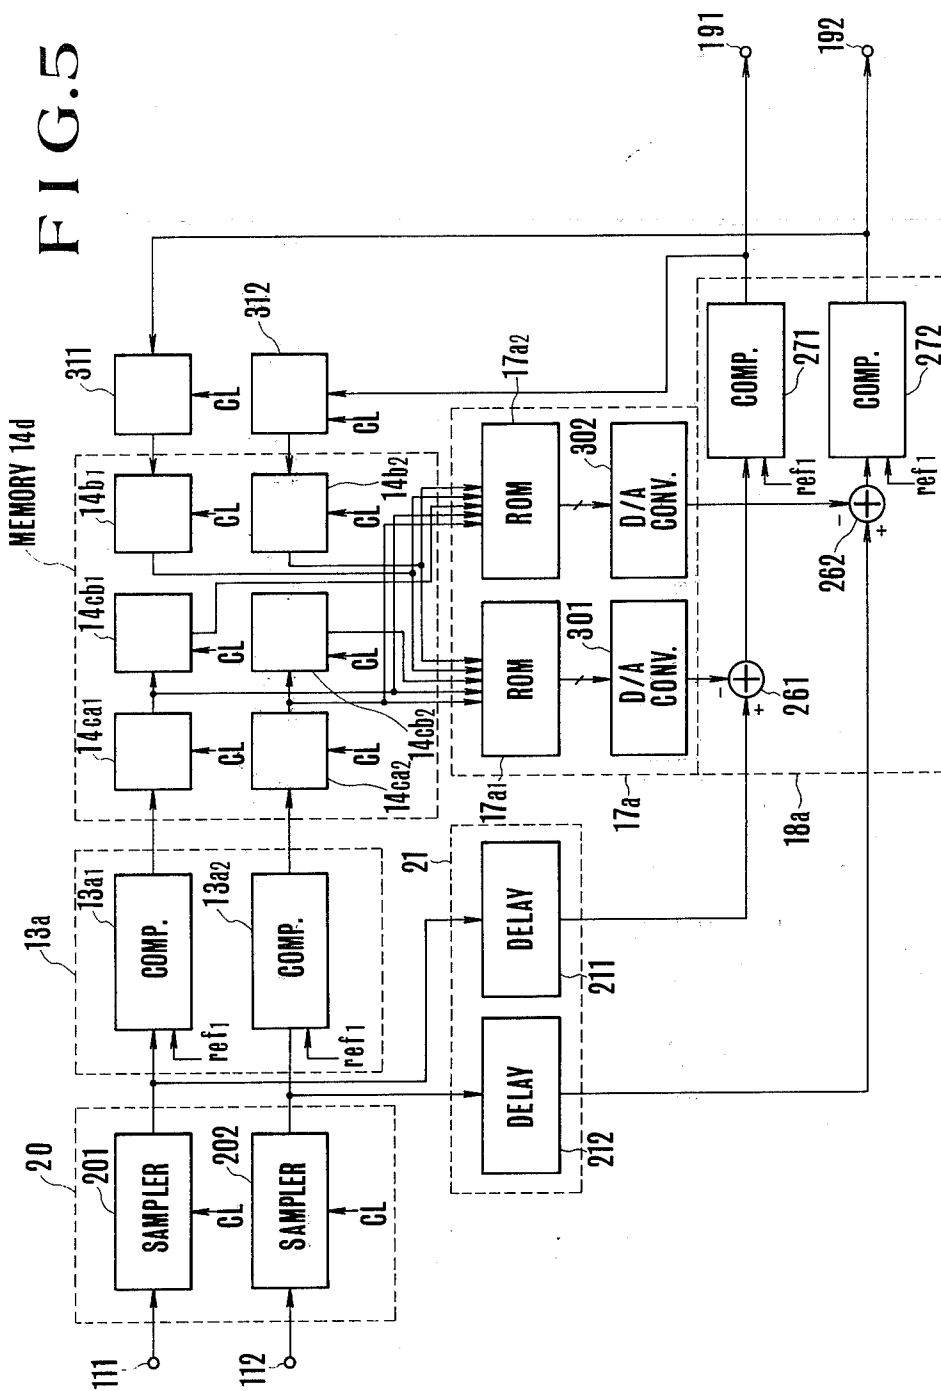 FIG.5
MEMORY 14d
311
312
14b1
14b2
14cb1
14cb2
14ca1
14ca2
CL
CL
CL
CL
CL
CL
CL
CL
13a
13a1
COMP.
ref1
13a2
COMP.
ref1
20
201
SAMPLER
CL
202
SAMPLER
CL
111
112
17a2
ROM
302
D/A
CONV.
17a1
ROM
301
D/A
CONV.
17a
21
DELAY
211
DELAY
212
191
192
COMP.
271
ref1
COMP.
272
ref1
-
+
262
-
+
261
18a